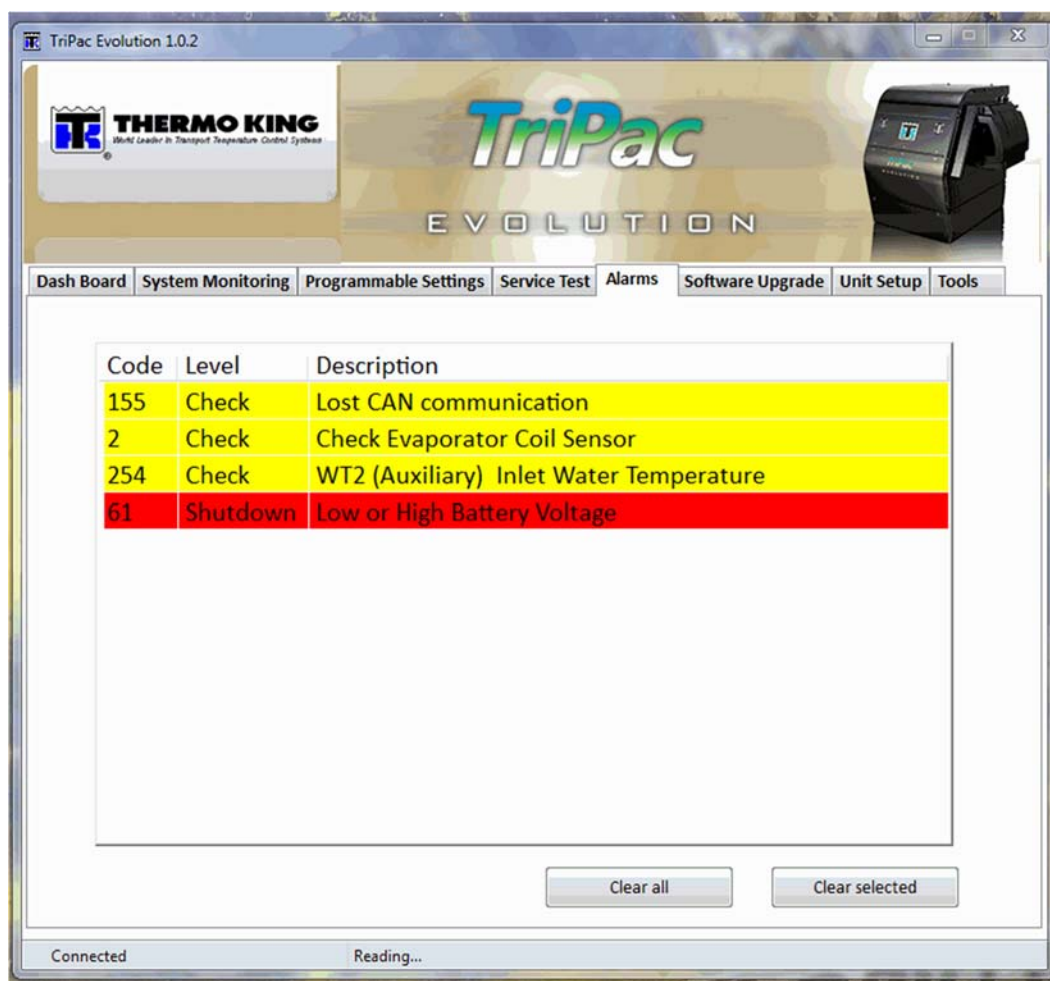 TriPac Evolution 1.0.2
THERMO KING
World Leader in Transport Temperature Control Systems
TriPac
EVOLUTION
Dash Board System Monitoring Programmable Settings Service Test Alarms Software Upgrade Unit Setup Tools
Code Level Description
155 Check Lost CAN communication
2 Check Check Evaporator Coil Sensor
254 Check WT2 (Auxiliary) Inlet Water Temperature
61 Shutdown Low or High Battery Voltage
Clear all Clear selected
Connected Reading...